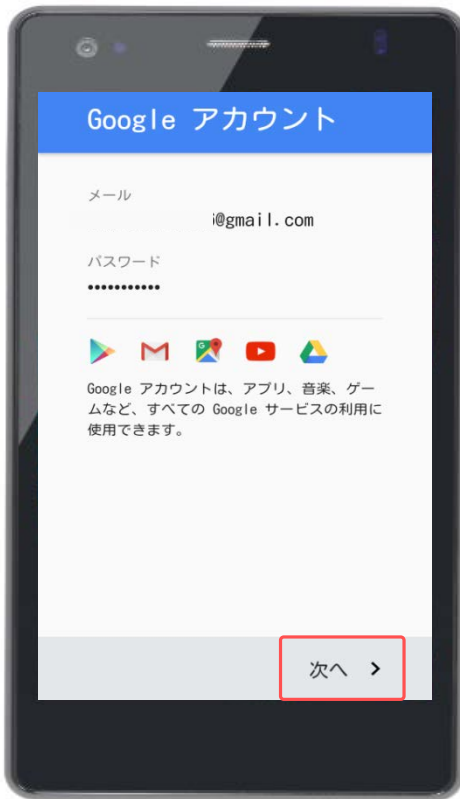 Google アカウント
メール
@gmail.com
パスワード
•••••••••••
Google アカウントは、アプリ、音楽、ゲー
ムなど、すべての Google サービスの利用に
使用できます。
次へ